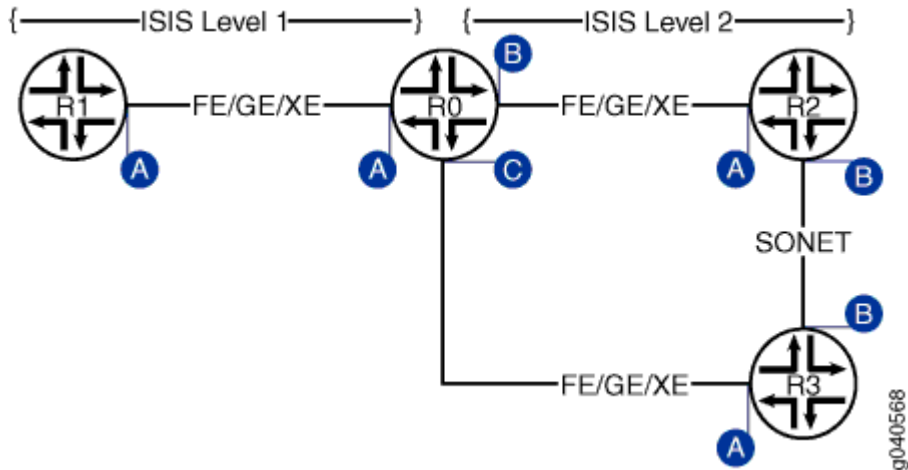 { ISIS Level 1 } { ISIS Level 2 }
B
R1 FE/GE/XE R0 FE/GE/XE R2
A A C A B
SONET
B
FE/GE/XE R3
A
g040568